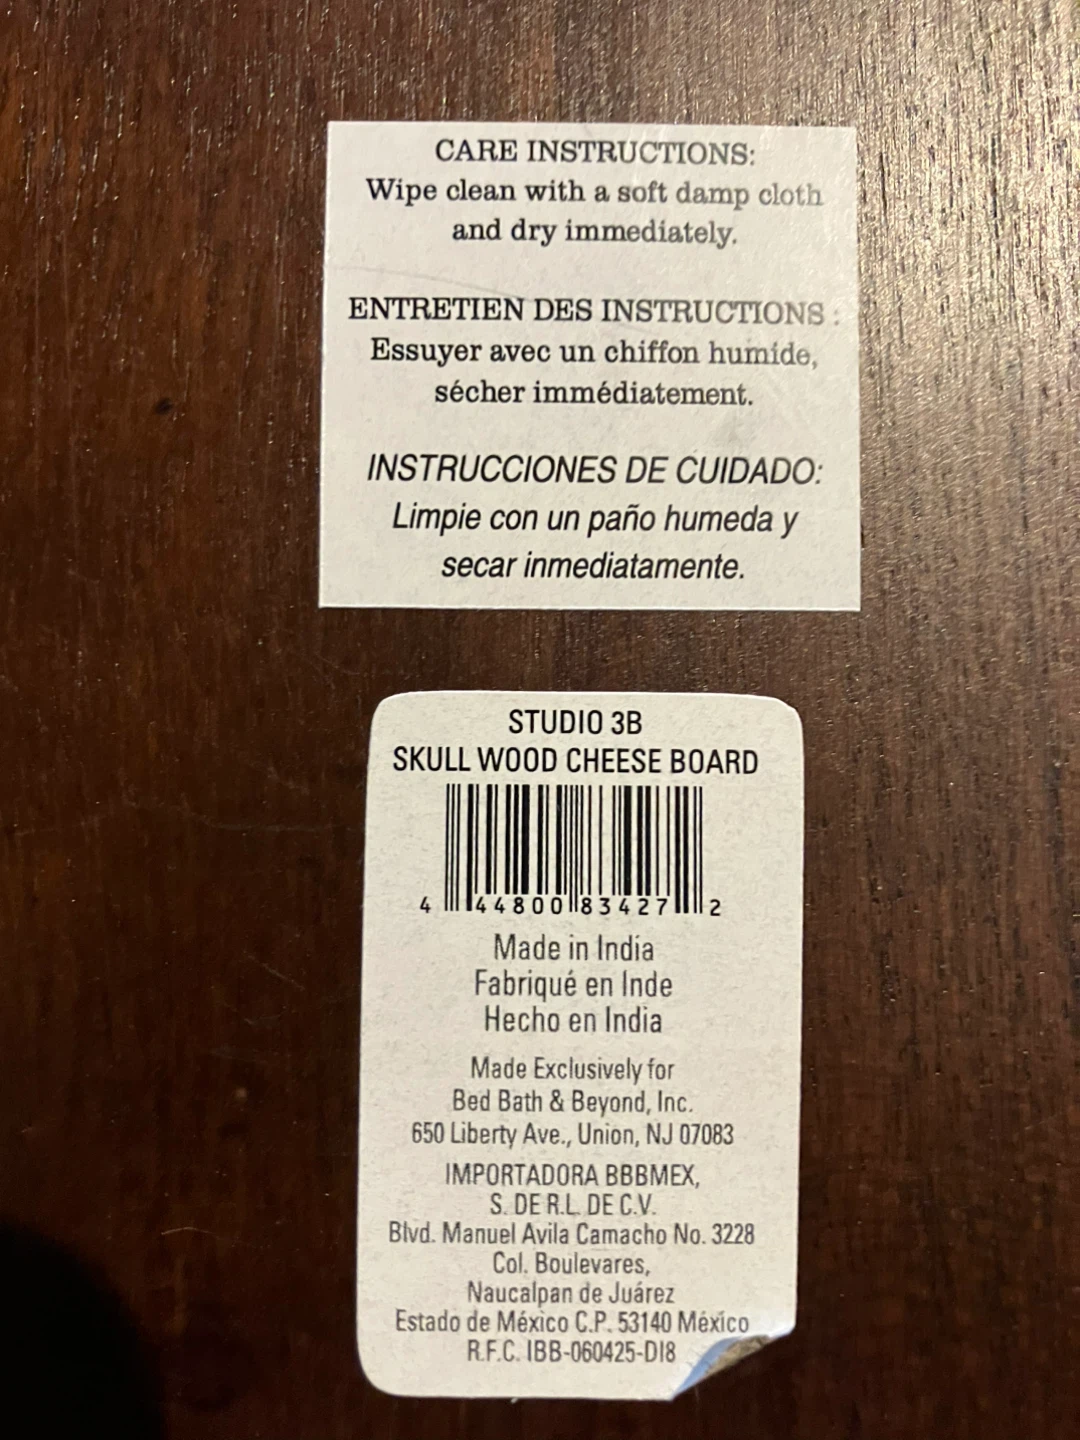 CARE INSTRUCTIONS:
Wipe clean with a soft damp cloth
and dry immediately.
ENTRETIEN DES INSTRUCTIONS :
Essuyer avec un chiffon humide,
sécher immédiatement.
INSTRUCCIONES DE CUIDADO:
Limpie con un paño humeda y
secar inmediatamente.
STUDIO 3B
SKULL WOOD CHEESE BOARD
4 44800 83427 2
Made in India
Fabriqué en Inde
Hecho en India
Made Exclusively for
Bed Bath & Beyond, Inc.
650 Liberty Ave., Union, NJ 07083
IMPORTADORA BBBMEX,
S. DE R.L. DE C.V.
Blvd. Manuel Avila Camacho No. 3228
Col. Boulevares,
Naucalpan de Juárez
Estado de México C.P. 53140 México
R.F.C. IBB-060425-DI8